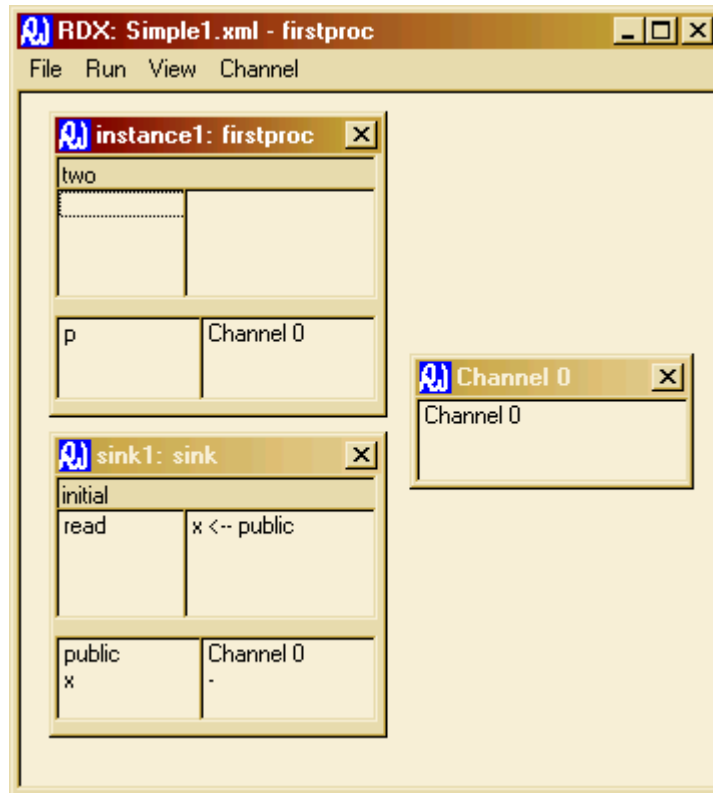 RDX: Simple1.xml - firstproc
File Run View Channel
instance1: firstproc
two
p Channel 0
sink1: sink
initial
read x <-- public
public Channel 0
x -
Channel 0
Channel 0